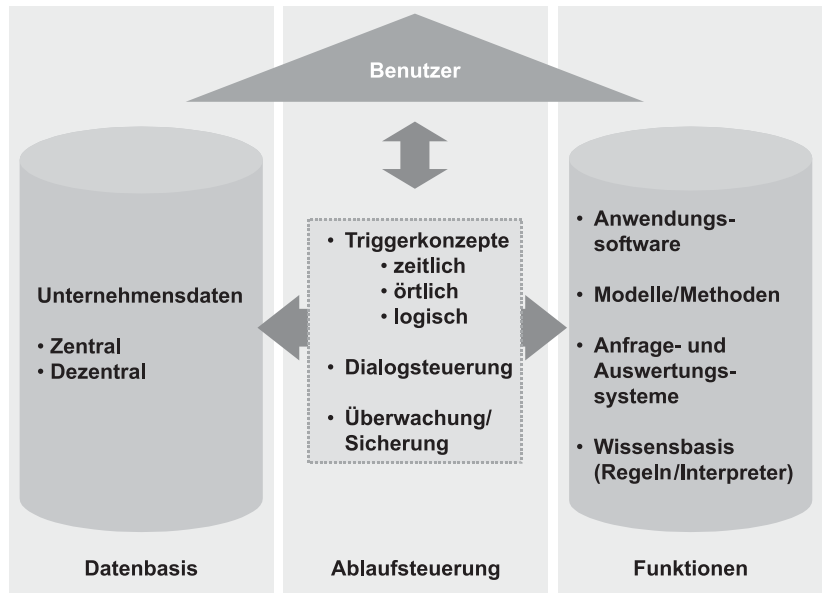 Benutzer
Unternehmensdaten
• Zentral
• Dezentral
• Triggerkonzepte
• zeitlich
• örtlich
• logisch
• Dialogsteuerung
• Überwachung/
Sicherung
• Anwendungs-
software
• Modelle/Methoden
• Anfrage- und
Auswertungs-
systeme
• Wissensbasis
(Regeln/Interpreter)
Datenbasis
Ablaufsteuerung
Funktionen